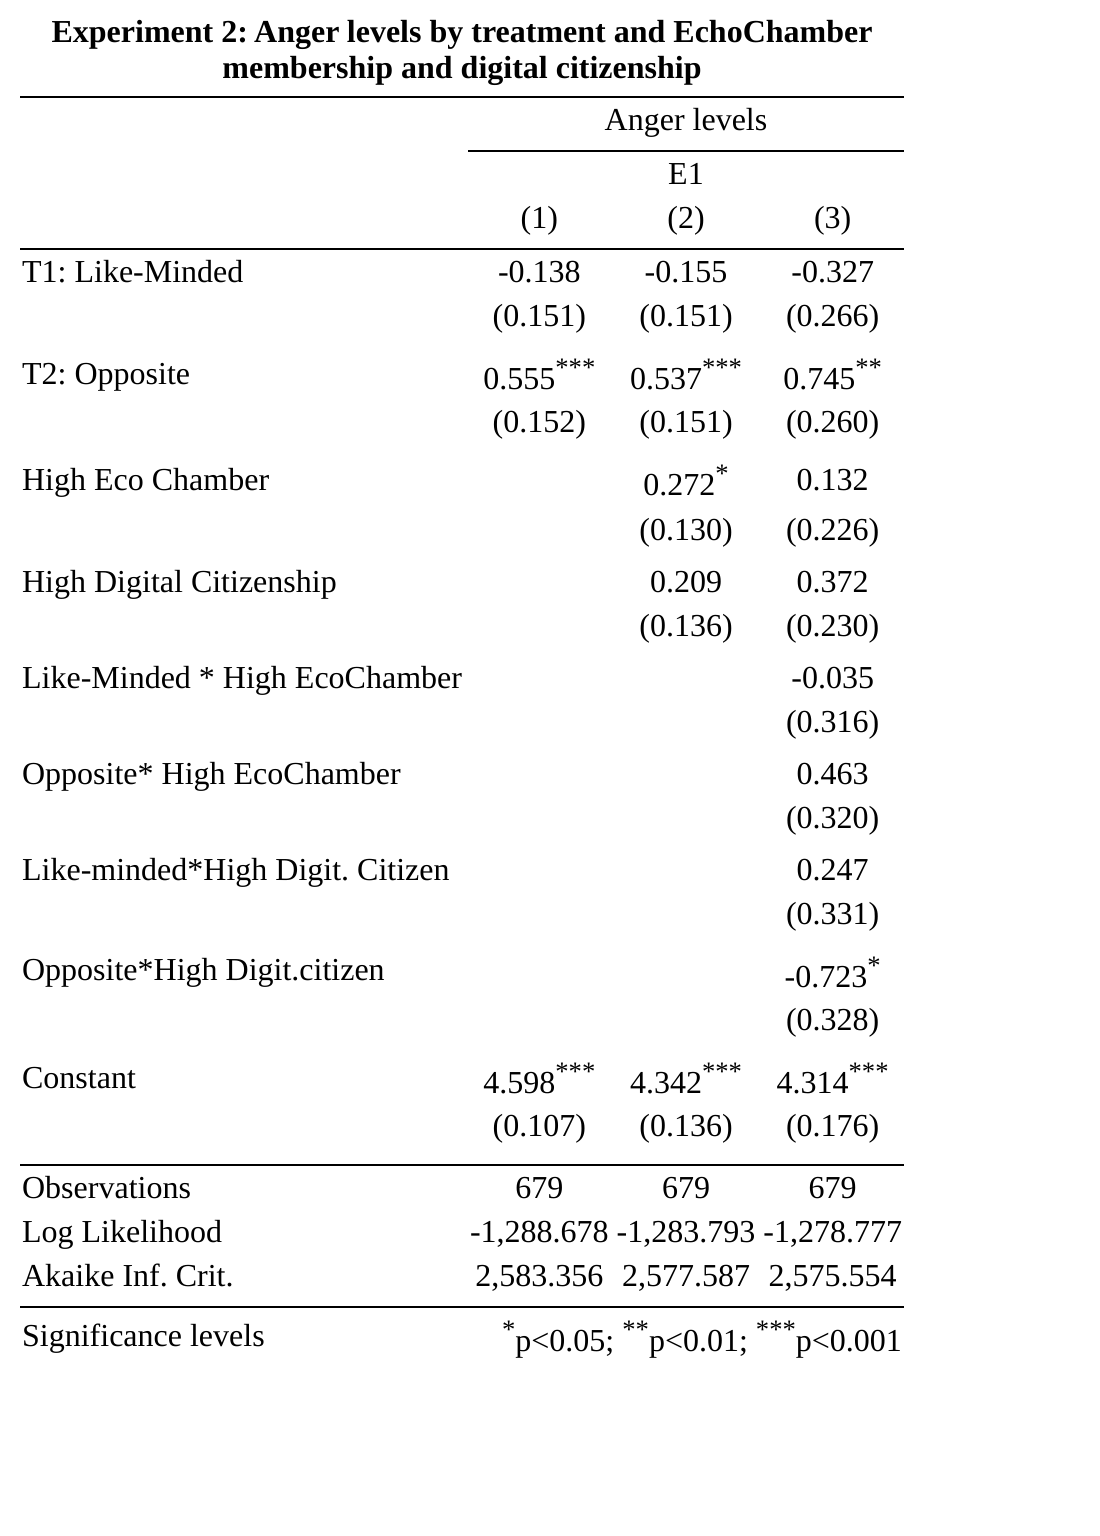 Experiment 2: Anger levels by treatment and EchoChamber
membership and digital citizenship
Anger levels
E1
(1) (2) (3)
T1: Like-Minded -0.138 -0.155 -0.327
(0.151) (0.151) (0.266)
T2: Opposite 0.555*** 0.537*** 0.745**
(0.152) (0.151) (0.260)
High Eco Chamber 0.272* 0.132
(0.130) (0.226)
High Digital Citizenship 0.209 0.372
(0.136) (0.230)
Like-Minded * High EcoChamber -0.035
(0.316)
Opposite* High EcoChamber 0.463
(0.320)
Like-minded*High Digit. Citizen 0.247
(0.331)
Opposite*High Digit.citizen -0.723*
(0.328)
Constant 4.598*** 4.342*** 4.314***
(0.107) (0.136) (0.176)
Observations 679 679 679
Log Likelihood -1,288.678 -1,283.793 -1,278.777
Akaike Inf. Crit. 2,583.356 2,577.587 2,575.554
Significance levels *p<0.05; **p<0.01; ***p<0.001